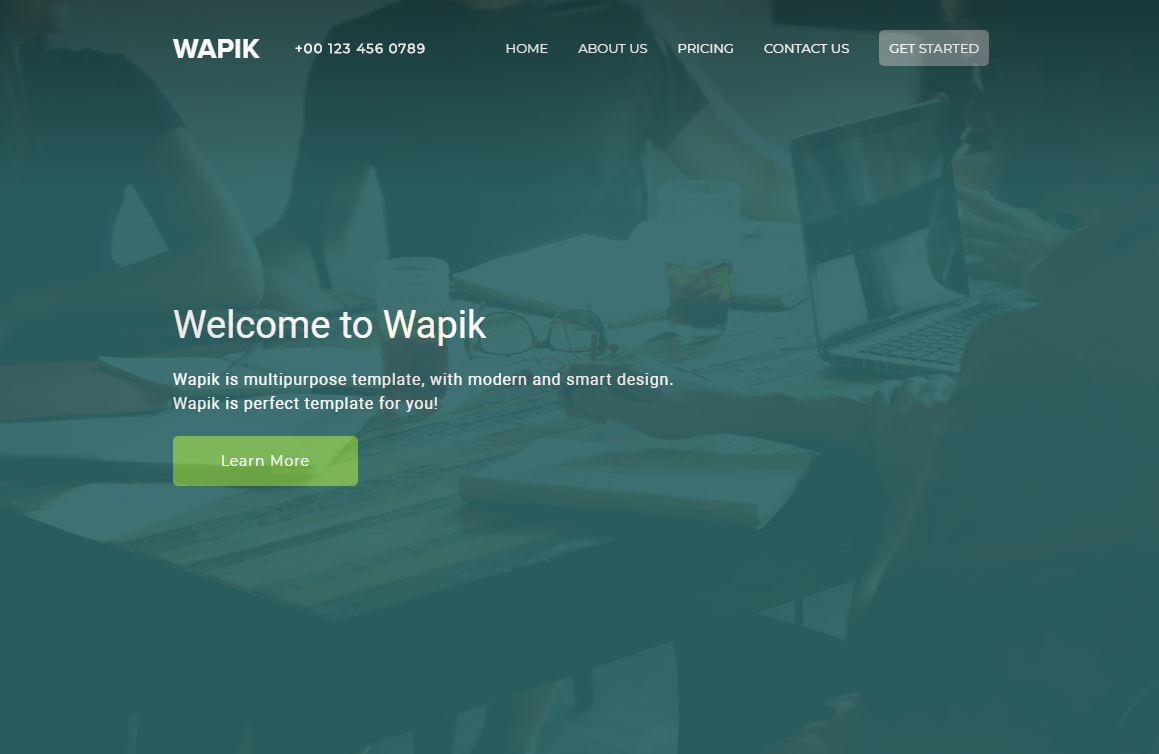 WAPIK +00 123 456 0789 HOME ABOUT US PRICING CONTACT US GET STARTED
Welcome to Wapik
Wapik is multipurpose template, with modern and smart design.
Wapik is perfect template for you!
Learn More